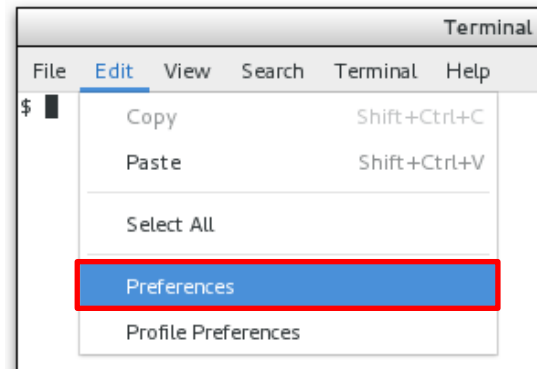 Terminal
File Edit View Search Terminal Help
$
Copy Shift+Ctrl+C
Paste Shift+Ctrl+V
Select All
Preferences
Profile Preferences